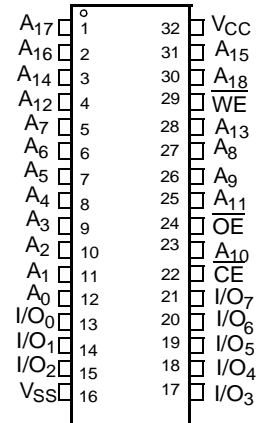 A17 1 32 VCC
A16 2 31 A15
A14 3 30 A18
A12 4 29 WE
A7 5 28 A13
A6 6 27 A8
A5 7 26 A9
A4 8 25 A11
A3 9 24 OE
A2 10 23 A10
A1 11 22 CE
A0 12 21 I/O7
I/O0 13 20 I/O6
I/O1 14 19 I/O5
I/O2 15 18 I/O4
VSS 16 17 I/O3